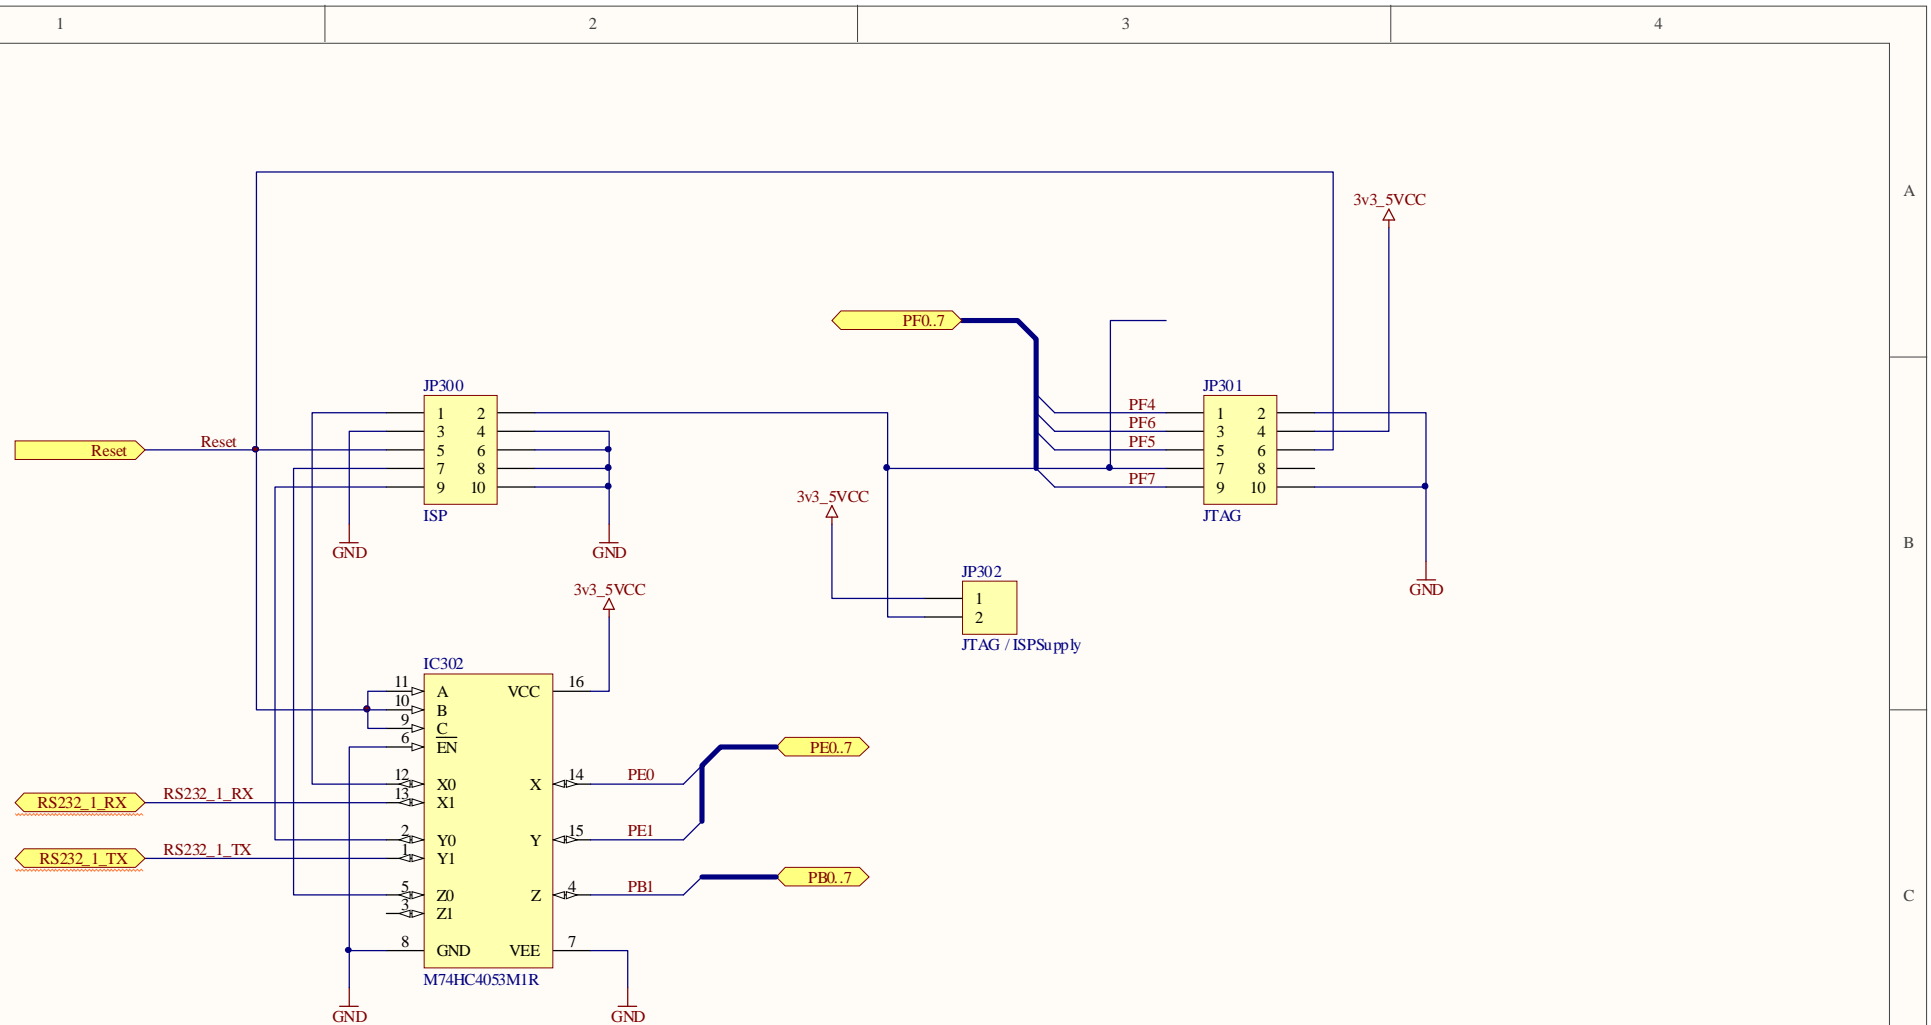 1 2 3 4
A
3v3_5VCC
PF0..7
JP300 JP301
1 2 PF4 1 2
3 4 PF6 3 4
Reset Reset 5 6 PF5 5 6
7 8 7 8
9 10 PF7 9 10
3v3_5VCC
ISP JTAG
GND GND B
JP302
3v3_5VCC GND
1
2
JTAG / ISPSupply
IC302
11 A VCC 16
10 B
9 C
6 EN
PE0..7
12 X0 X 14 PE0
RS232_1_RX RS232_1_RX 13 X1
2 Y0 Y 15 PE1
RS232_1_TX RS232_1_TX 1 Y1
PB0..7
5 Z0 Z 4 PB1
C
3 Z1
8 GND VEE 7
M74HC4053M1R
GND GND